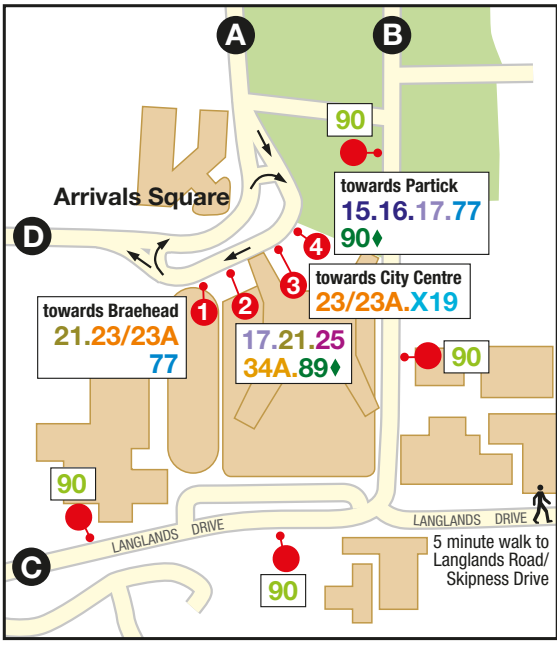 A
B
90
Arrivals Square
towards Partick
15.16.17.77
90♦
D
4
3
towards City Centre
23/23A.X19
2
1
towards Braehead
21.23/23A
77
17.21.25
34A.89♦
90
90
LANGLANDS DRIVE
LANGLANDS DRIVE
C
5 minute walk to
Langlands Road/
Skipness Drive
90